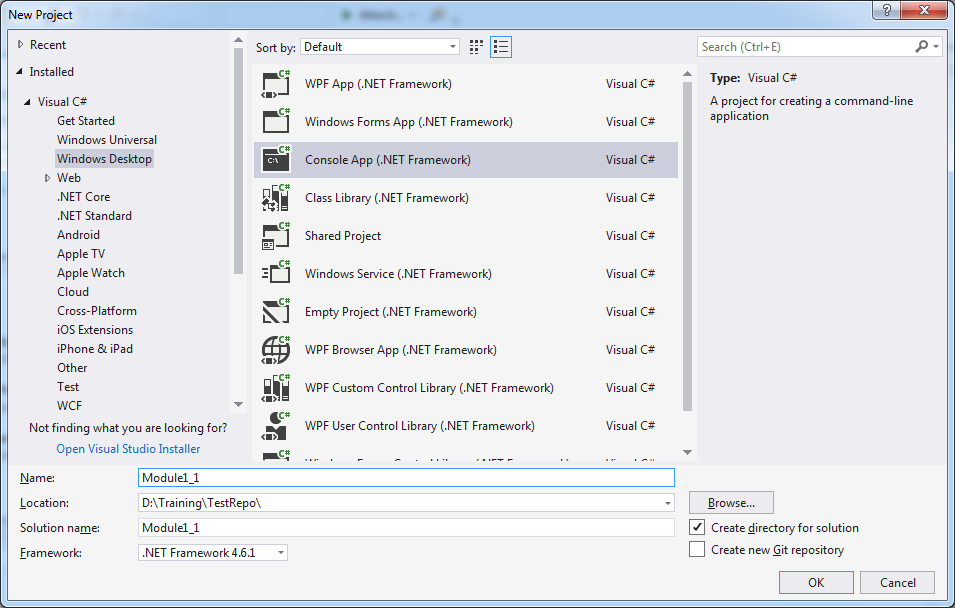 New Project
Recent
Installed
Visual C#
Get Started
Windows Universal
Windows Desktop
Web
.NET Core
.NET Standard
Android
Apple TV
Apple Watch
Cloud
Cross-Platform
iOS Extensions
iPhone & iPad
Other
Test
WCF
Not finding what you are looking for?
Open Visual Studio Installer
Sort by: Default
WPF App (.NET Framework) Visual C#
Windows Forms App (.NET Framework) Visual C#
Console App (.NET Framework) Visual C#
Class Library (.NET Framework) Visual C#
Shared Project Visual C#
Windows Service (.NET Framework) Visual C#
Empty Project (.NET Framework) Visual C#
WPF Browser App (.NET Framework) Visual C#
WPF Custom Control Library (.NET Framework) Visual C#
WPF User Control Library (.NET Framework) Visual C#
Search (Ctrl+E)
Type: Visual C#
A project for creating a command-line
application
Name: Module1_1
Location: D:\Training\TestRepo\
Browse...
Solution name: Module1_1
Create directory for solution
Framework: .NET Framework 4.6.1
Create new Git repository
OK
Cancel